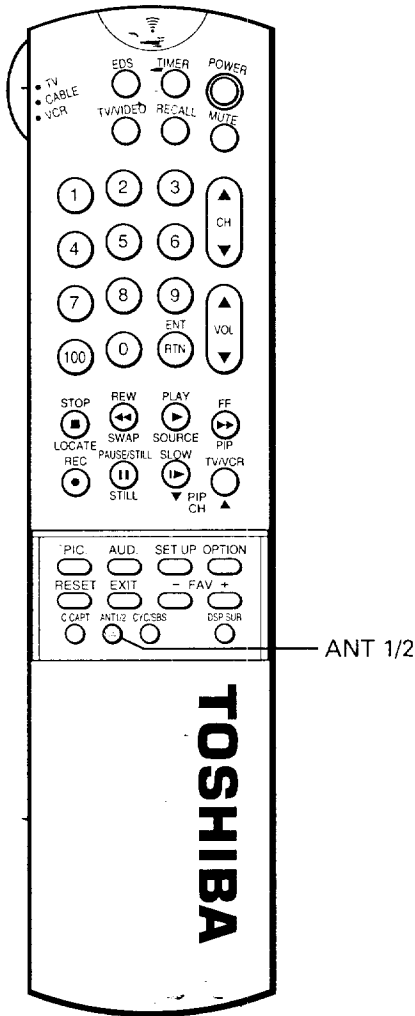 TV
CABLE
VCR
EDS TIMER POWER
TV/VIDEO RECALL MUTE
1 2 3
CH
4 5 6
7 8 9
VOL
ENT
100 0 RTN
STOP REW PLAY FF
LOCATE SWAP SOURCE PIP
REC PAUSE/STILL SLOW TV/VCR
STILL PIP
CH
PIC. AUD. SET UP OPTION
RESET EXIT - FAV +
C.CAPT ANT1/2 CYC/SBS DSP SUR
ANT 1/2
TOSHIBA